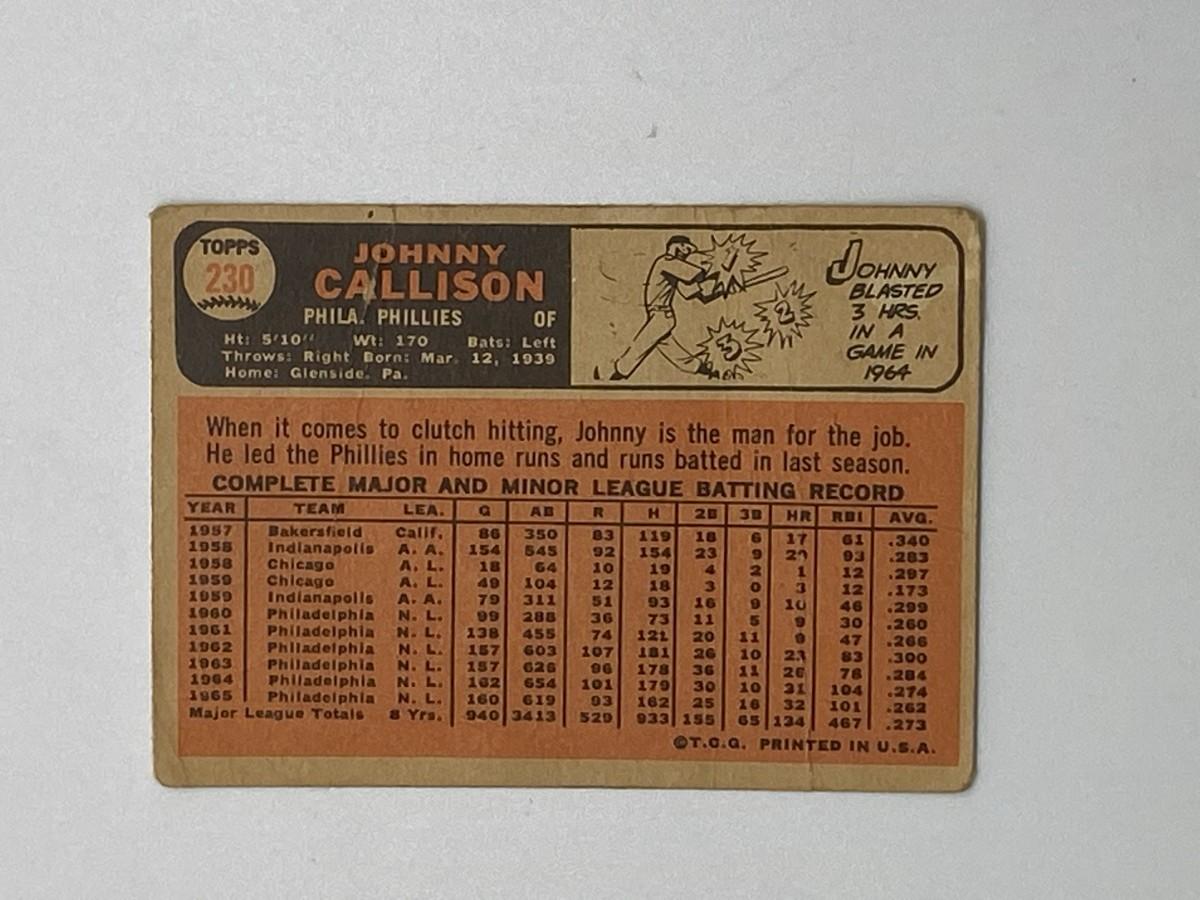 TOPPS
230
JOHNNY
CALLISON
PHILA. PHILLIES OF
Ht: 5'10" Wt: 170 Bats: Left
Throws: Right Born: Mar. 12, 1939
Home: Glenside, Pa.
1
2
3
JOHNNY
BLASTED
3 HRS.
IN A
GAME IN
1964
When it comes to clutch hitting, Johnny is the man for the job.
He led the Phillies in home runs and runs batted in last season.
COMPLETE MAJOR AND MINOR LEAGUE BATTING RECORD
YEAR TEAM LEA. G AB R H 2B 3B HR RBI AVG.
1957 Bakersfield Calif. 86 350 83 119 18 6 17 61 .340
1958 Indianapolis A. A. 154 545 92 154 23 9 29 93 .283
1958 Chicago A. L. 18 64 10 19 4 2 1 12 .297
1959 Chicago A. L. 49 104 12 18 3 0 3 12 .173
1959 Indianapolis A. A. 79 311 51 93 16 9 10 46 .299
1960 Philadelphia N. L. 99 288 36 73 11 5 9 30 .260
1961 Philadelphia N. L. 138 455 74 121 20 11 9 47 .266
1962 Philadelphia N. L. 157 603 107 181 26 10 23 83 .300
1963 Philadelphia N. L. 157 626 96 178 36 11 26 78 .284
1964 Philadelphia N. L. 162 654 101 179 30 10 31 104 .274
1965 Philadelphia N. L. 160 619 93 162 25 16 32 101 .262
Major League Totals 8 Yrs. 940 3413 529 933 155 65 134 467 .273
©T.C.G. PRINTED IN U.S.A.